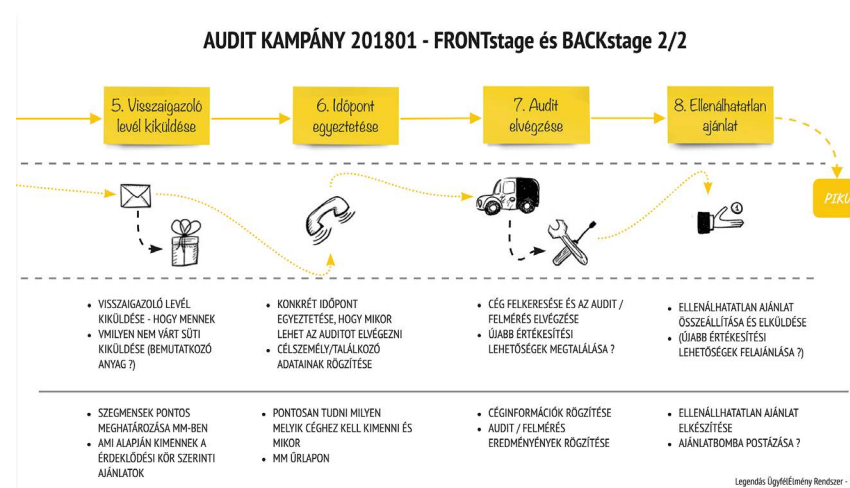 AUDIT KAMPÁNY 201801 - FRONTstage és BACKstage 2/2
5. Visszaigazoló
levél kiküldése
6. Időpont
egyeztetése
7. Audit
elvégzése
8. Ellenálhatatlan
ajánlat
PIKU
• VISSZAIGAZOLÓ LEVÉL
KIKÜLDÉSE - HOGY MENNEK
• VMILYEN NEM VÁRT SÜTI
KIKÜLDÉSE (BEMUTATKOZÓ
ANYAG ?)
• KONKRÉT IDŐPONT
EGYEZTETÉSE, HOGY MIKOR
LEHET AZ AUDITOT ELVÉGEZNI
• CÉLSZEMÉLY/TALÁLKOZÓ
ADATAINAK RÖGZÍTÉSE
• CÉG FELKERESÉSE ÉS AZ AUDIT /
FELMÉRÉS ELVÉGZÉSE
• ÚJABB ÉRTÉKESÍTÉSI
LEHETŐSÉGEK MEGTALÁLÁSA ?
• ELLENÁLHATATLAN AJÁNLAT
ÖSSZEÁLLÍTÁSA ÉS ELKÜLDÉSE
• (ÚJABB ÉRTÉKESÍTÉSI
LEHETŐSÉGEK FELAJÁNLÁSA ?)
• SZEGMENSEK PONTOS
MEGHATÁROZÁSA MM-BEN
• AMI ALAPJÁN KIMENNEK A
ÉRDEKLŐDÉSI KÖR SZERINTI
AJÁNLATOK
• PONTOSAN TUDNI MILYEN
MELYIK CÉGHEZ KELL KIMENNI ÉS
MIKOR
• MM ŰRLAPON
• CÉGINFORMÁCIÓK RÖGZÍTÉSE
• AUDIT / FELMÉRÉS
EREDMÉNYÉNYEK RÖGZÍTÉSE
• ELLENÁLLHATATLAN AJÁNLAT
ELKÉSZÍTÉSE
• AJÁNLATBOMBA POSTÁZÁSA ?
Legendás ÜgyfélÉlmény Rendszer -